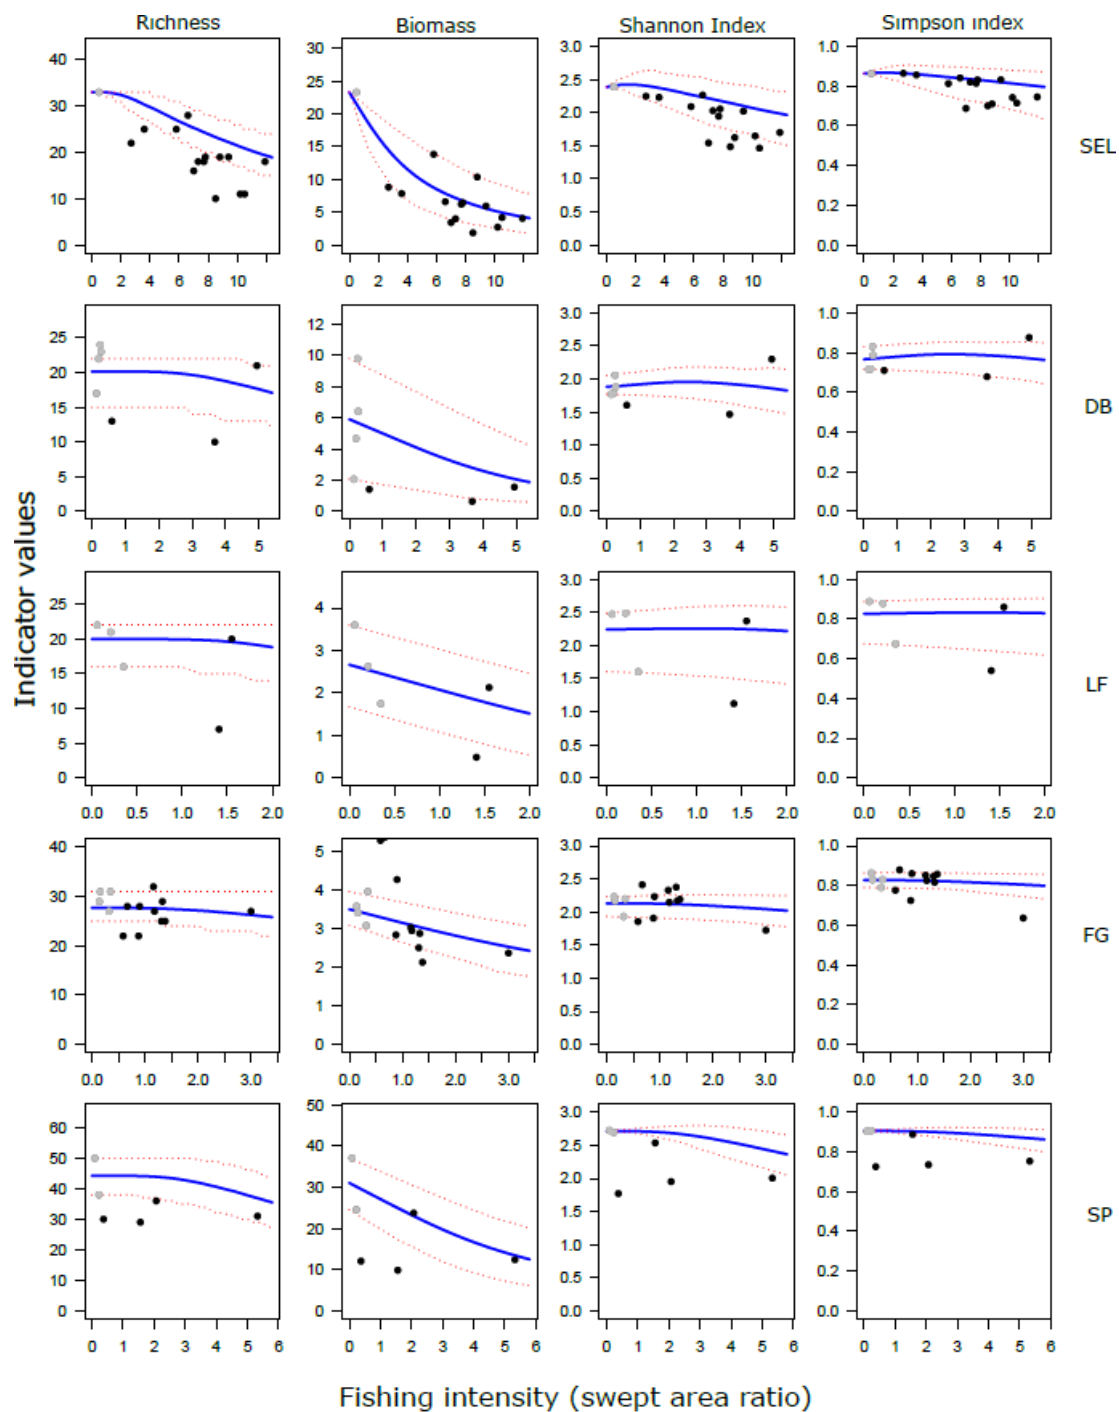 Richness Biomass Shannon Index Simpson index
40 30 3.0 1.0
30 25 2.5 0.8
20 20 2.0 0.6
10 15 1.5 0.4
0 10 1.0 0.2
5 0.5 0.0
0 0.0
SEL
0 2 4 6 8 10 0 2 4 6 8 10 0 2 4 6 8 10 0 2 4 6 8 10
25 12 3.0 1.0
20 10 2.5 0.8
15 8 2.0 0.6
10 6 1.5 0.4
5 4 1.0 0.2
0 2 0.5 0.0
0 0.0
DB
0 1 2 3 4 5 0 1 2 3 4 5 0 1 2 3 4 5 0 1 2 3 4 5
Indicator values
25 4 3.0 1.0
20 3 2.5 0.8
15 2 2.0 0.6
10 1 1.5 0.4
5 0 1.0 0.2
0 0.5 0.0
0.0
LF
0.0 0.5 1.0 1.5 2.0 0.0 0.5 1.0 1.5 2.0 0.0 0.5 1.0 1.5 2.0 0.0 0.5 1.0 1.5 2.0
40 5 3.0 1.0
30 4 2.5 0.8
20 3 2.0 0.6
10 2 1.5 0.4
0 1 1.0 0.2
0 0.5 0.0
0.0
FG
0.0 1.0 2.0 3.0 0.0 1.0 2.0 3.0 0.0 1.0 2.0 3.0 0.0 1.0 2.0 3.0
60 50 3.0 1.0
50 40 2.5 0.8
40 30 2.0 0.6
30 20 1.5 0.4
20 10 1.0 0.2
10 0 0.5 0.0
0 0.0
SP
0 1 2 3 4 5 6 0 1 2 3 4 5 6 0 1 2 3 4 5 6 0 1 2 3 4 5 6
Fishing intensity (swept area ratio)